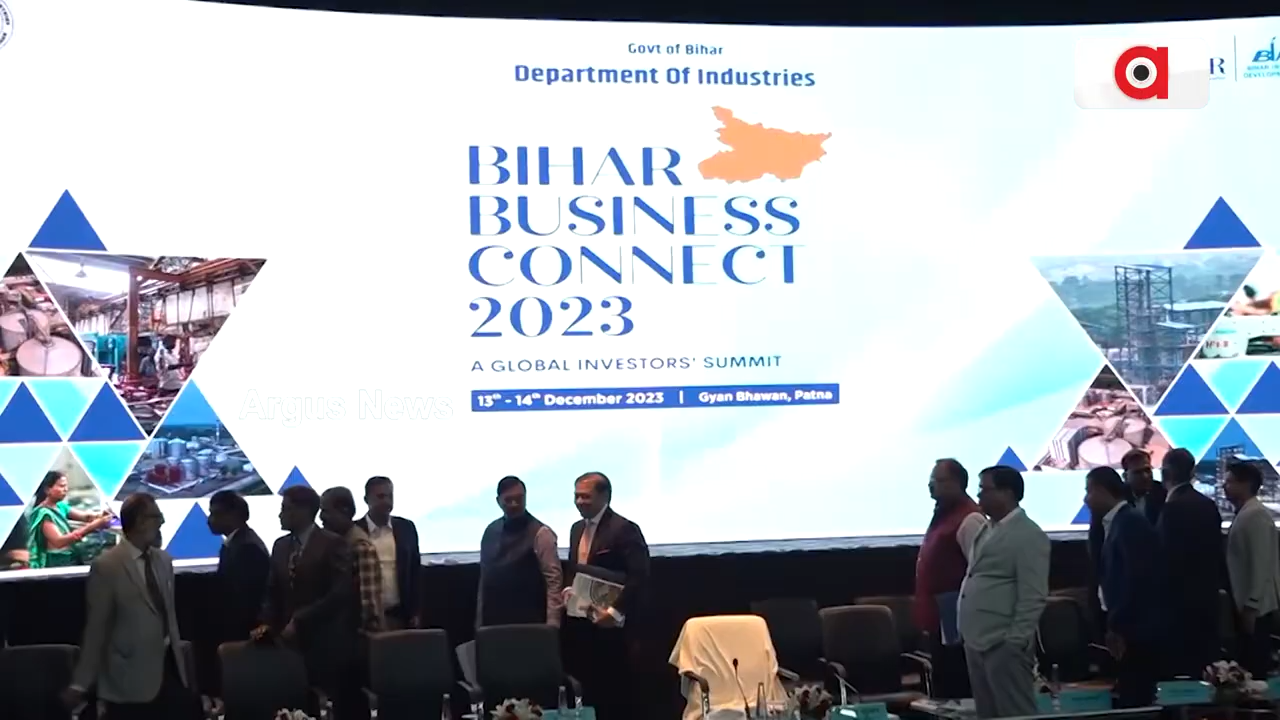 Govt of Bihar
Department Of Industries
BIHAR
BUSINESS
CONNECT
2023
A GLOBAL INVESTORS' SUMMIT
13th - 14th December 2023 | Gyan Bhawan, Patna
Argus News